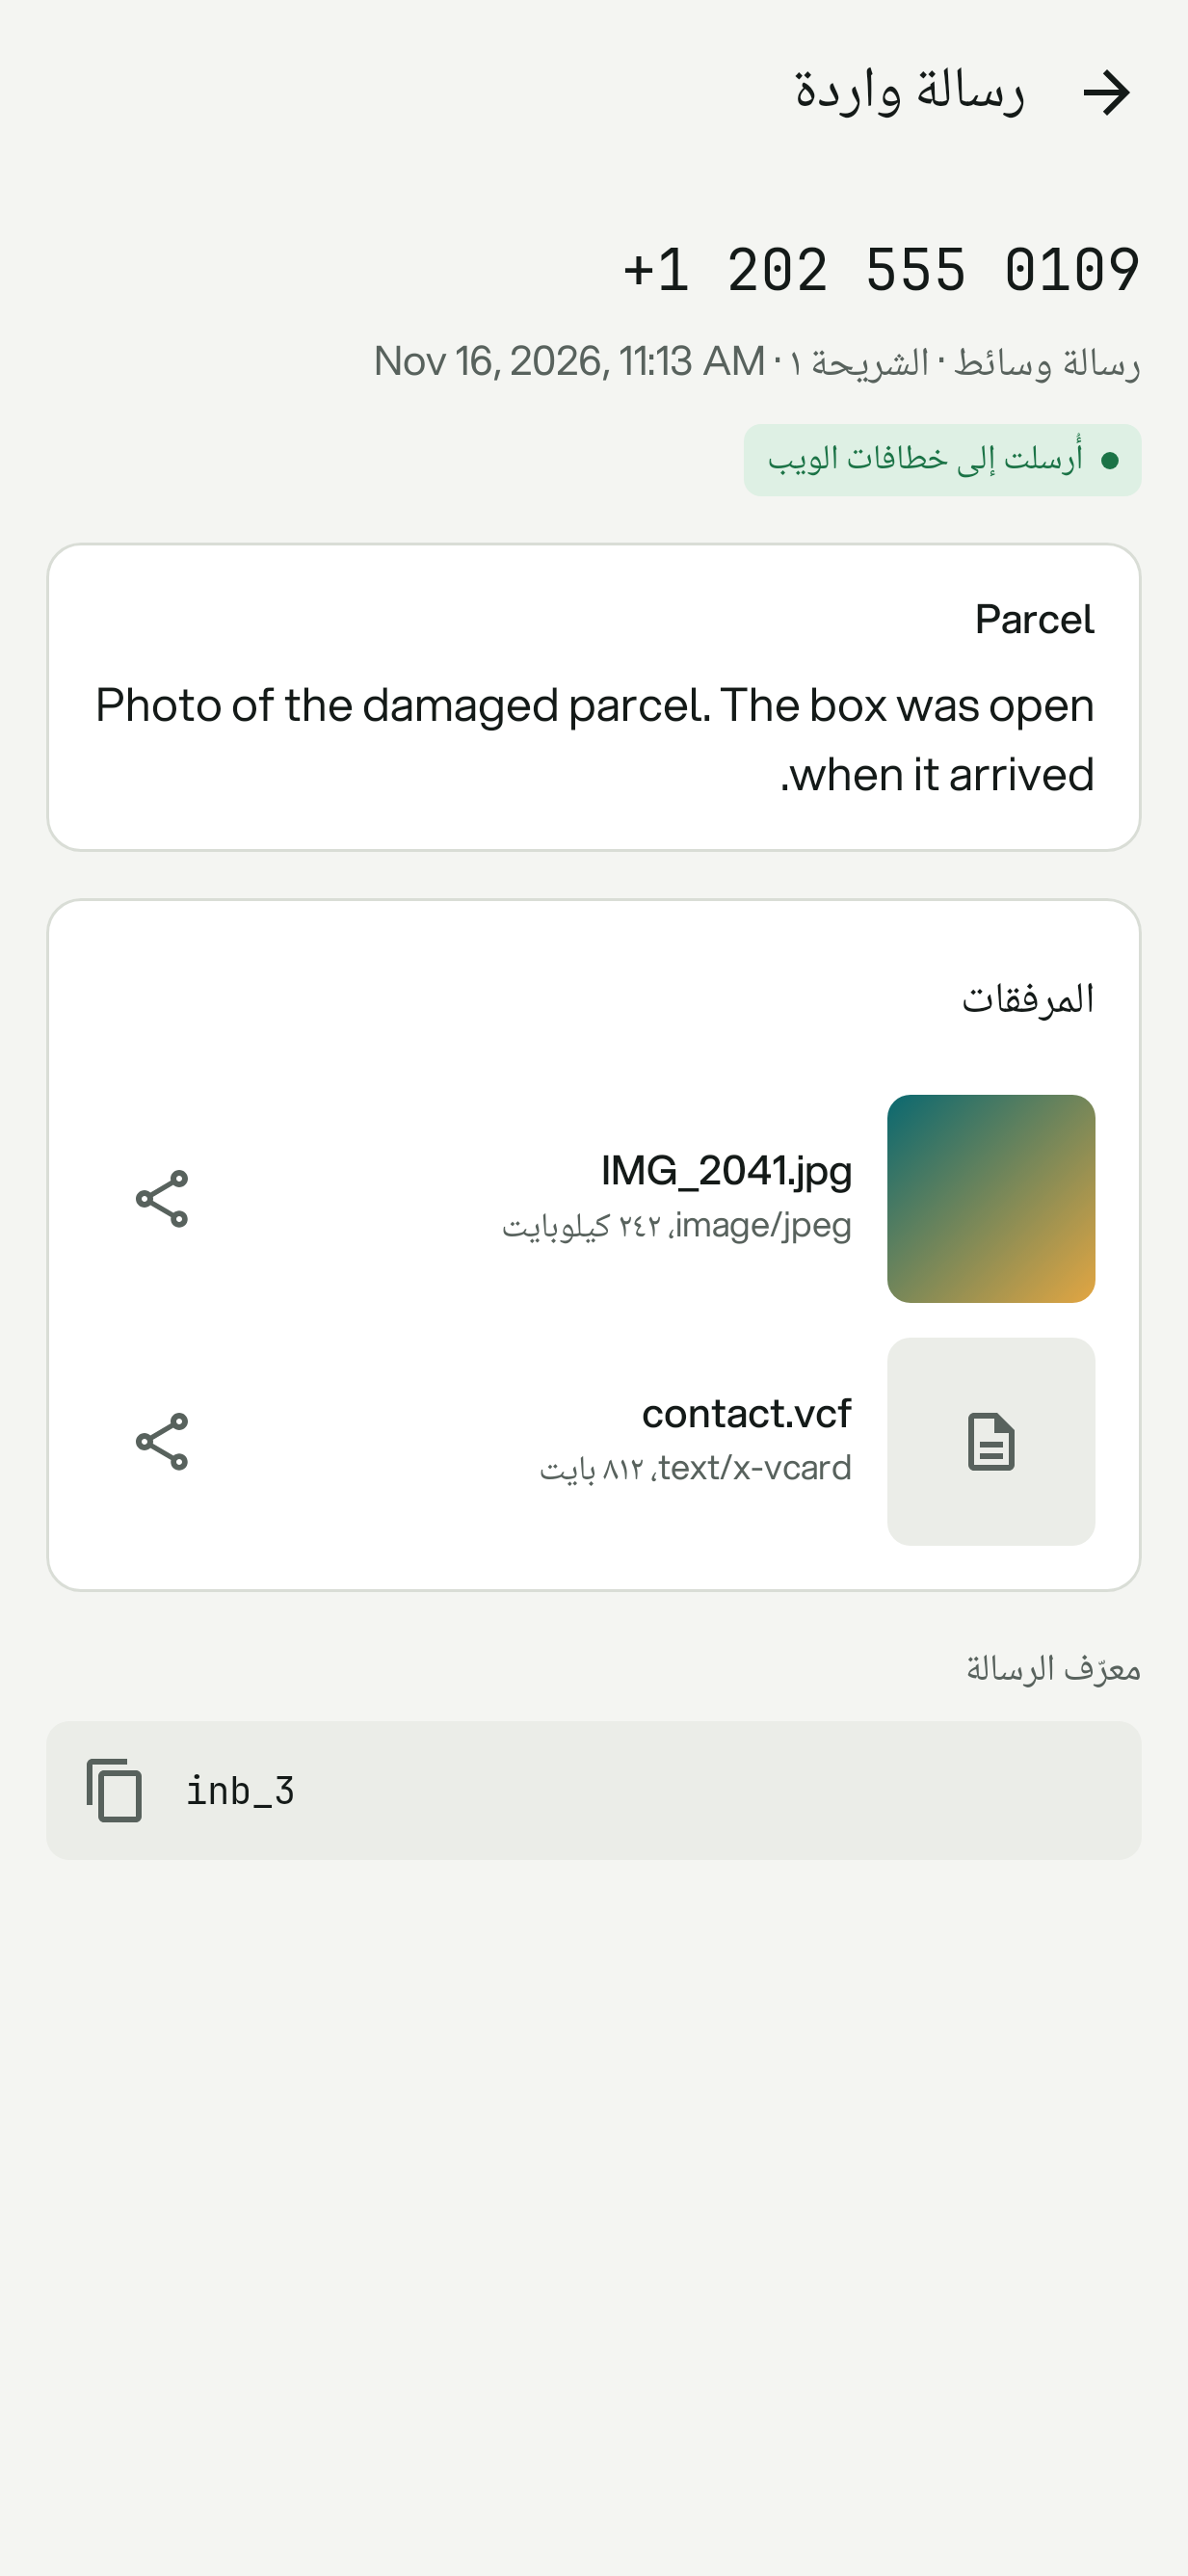 رسالة واردة
+1 202 555 0109
رسالة وسائط · الشريحة ١ · Nov 16, 2026, 11:13 AM
أُرسلت إلى خطافات الويب
Parcel
Photo of the damaged parcel. The box was open
when it arrived.
المرفقات
IMG_2041.jpg
image/jpeg، ٢٤٢ كيلوبايت
contact.vcf
text/x-vcard، ٨١٢ بايت
معرّف الرسالة
inb_3